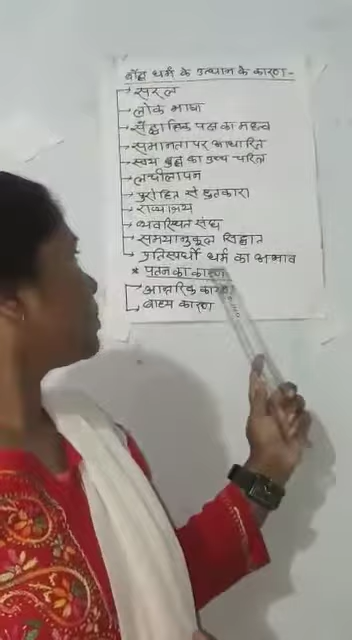 बौद्ध धर्म के उत्थान के कारण -
सरल
लोक भाषा
सैद्धान्तिक पक्ष का महत्व
समानता पर आधारित
स्वयं बुद्ध का उच्च चरित्र
लचीलापन
पुरोहित से छुटकारा
राज्याश्रय
व्यवस्थित संघ
समयानुकूल सिद्धांत
प्रतिस्पर्धी धर्म का अभाव
* पतन का कारण
आन्तरिक कारण
बाह्य कारण